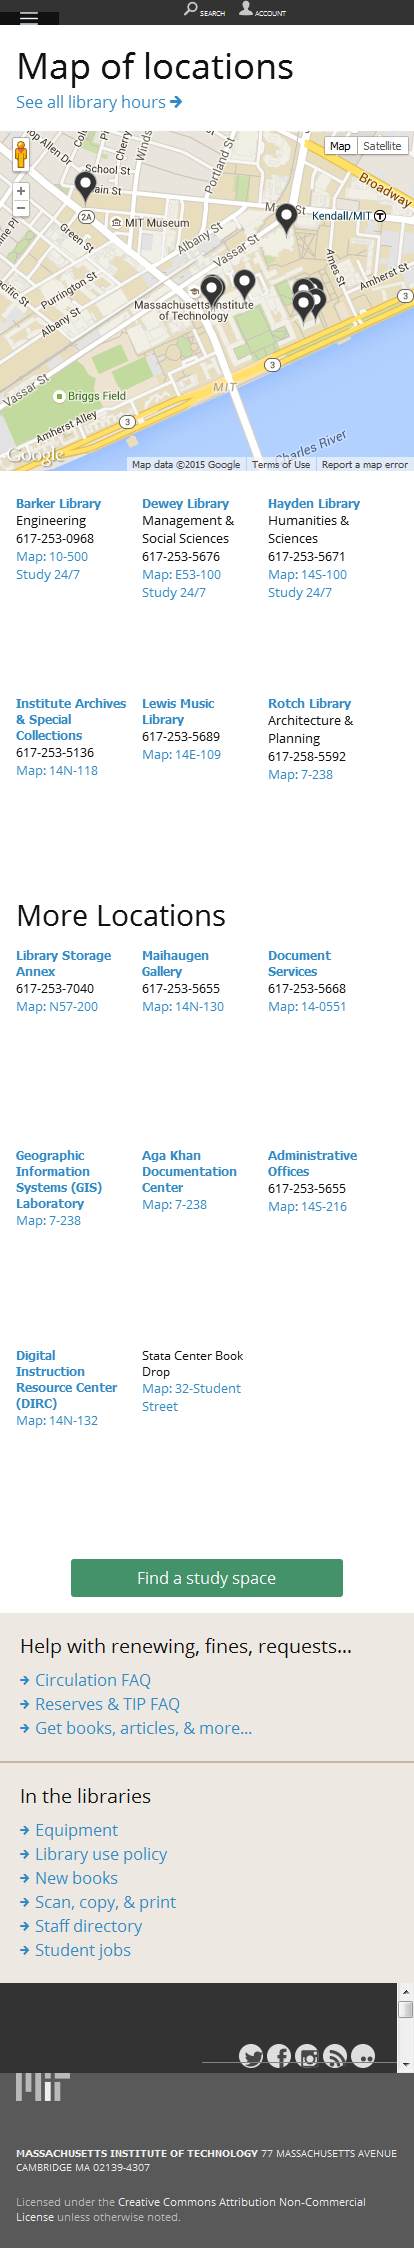 SEARCH
ACCOUNT
Map of locations
See all library hours
Map
Satellite
School St
Portland St
Broadway
MIT Museum
Kendall/MIT
2A
Green St
Albany St
Vassar St
Ames St
Amherst St
Purrington St
Albany St
Massachusetts Institute
of Technology
3
Vassar St
3
MIT
Briggs Field
3
Amherst Alley
Charles River
Google
Map data ©2015 Google
Terms of Use
Report a map error
Barker Library
Engineering
617-253-0968
Map: 10-500
Study 24/7
Dewey Library
Management &
Social Sciences
617-253-5676
Map: E53-100
Study 24/7
Hayden Library
Humanities &
Sciences
617-253-5671
Map: 14S-100
Study 24/7
Institute Archives
& Special
Collections
617-253-5136
Map: 14N-118
Lewis Music
Library
617-253-5689
Map: 14E-109
Rotch Library
Architecture &
Planning
617-258-5592
Map: 7-238
More Locations
Library Storage
Annex
617-253-7040
Map: N57-200
Maihaugen
Gallery
617-253-5655
Map: 14N-130
Document
Services
617-253-5668
Map: 14-0551
Geographic
Information
Systems (GIS)
Laboratory
Map: 7-238
Aga Khan
Documentation
Center
Map: 7-238
Administrative
Offices
617-253-5655
Map: 14S-216
Digital
Instruction
Resource Center
(DIRC)
Map: 14N-132
Stata Center Book
Drop
Map: 32-Student
Street
Find a study space
Help with renewing, fines, requests...
Circulation FAQ
Reserves & TIP FAQ
Get books, articles, & more...
In the libraries
Equipment
Library use policy
New books
Scan, copy, & print
Staff directory
Student jobs
MIT
MASSACHUSETTS INSTITUTE OF TECHNOLOGY 77 MASSACHUSETTS AVENUE
CAMBRIDGE MA 02139-4307
Licensed under the Creative Commons Attribution Non-Commercial
License unless otherwise noted.